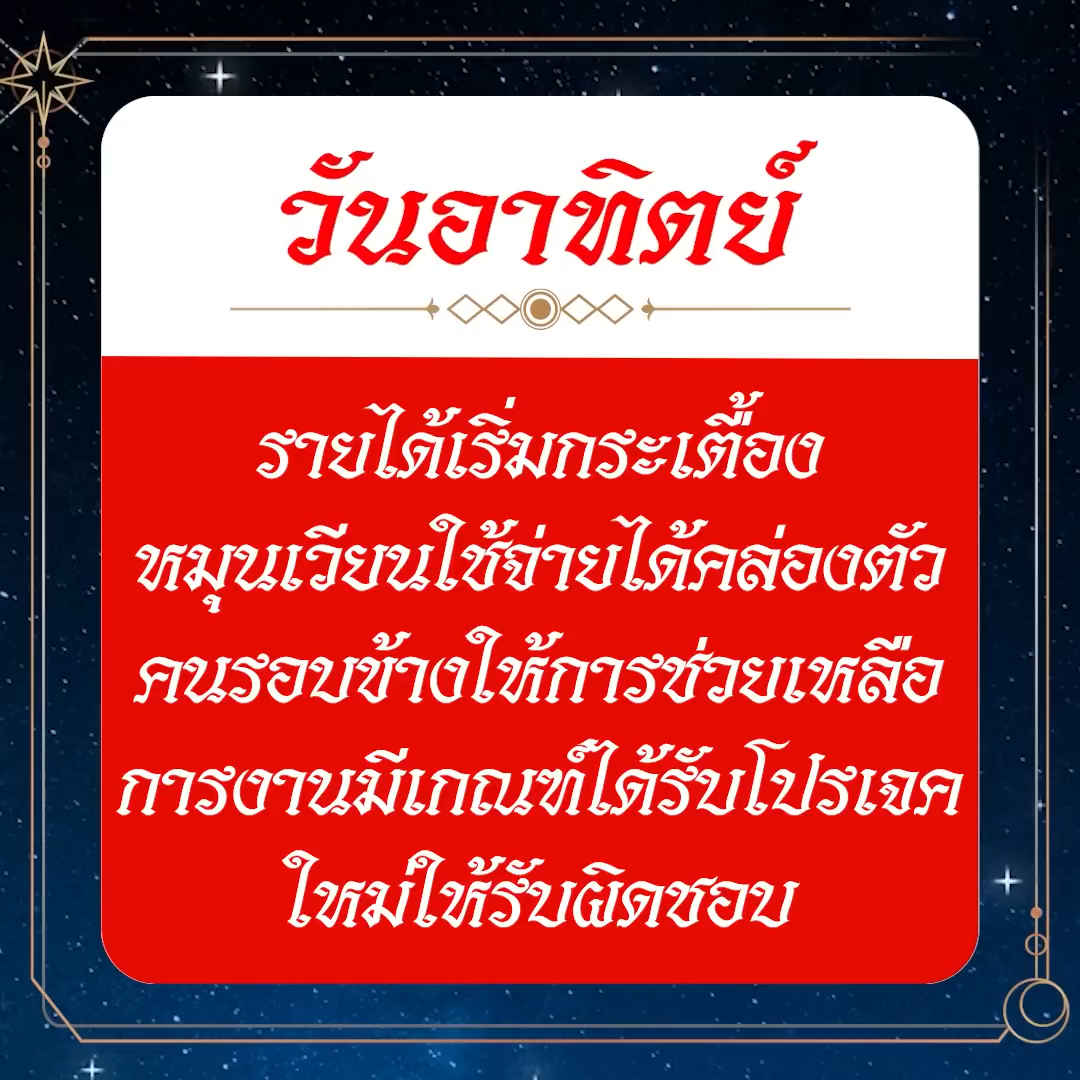 วันอาทิตย์
รายได้เริ่มกระเตื้อง
หมุนเวียนใช้จ่ายได้คล่องตัว
คนรอบข้างให้การช่วยเหลือ
การงานมีเกณฑ์ได้รับโปรเจค
ใหม่ให้รับผิดชอบ